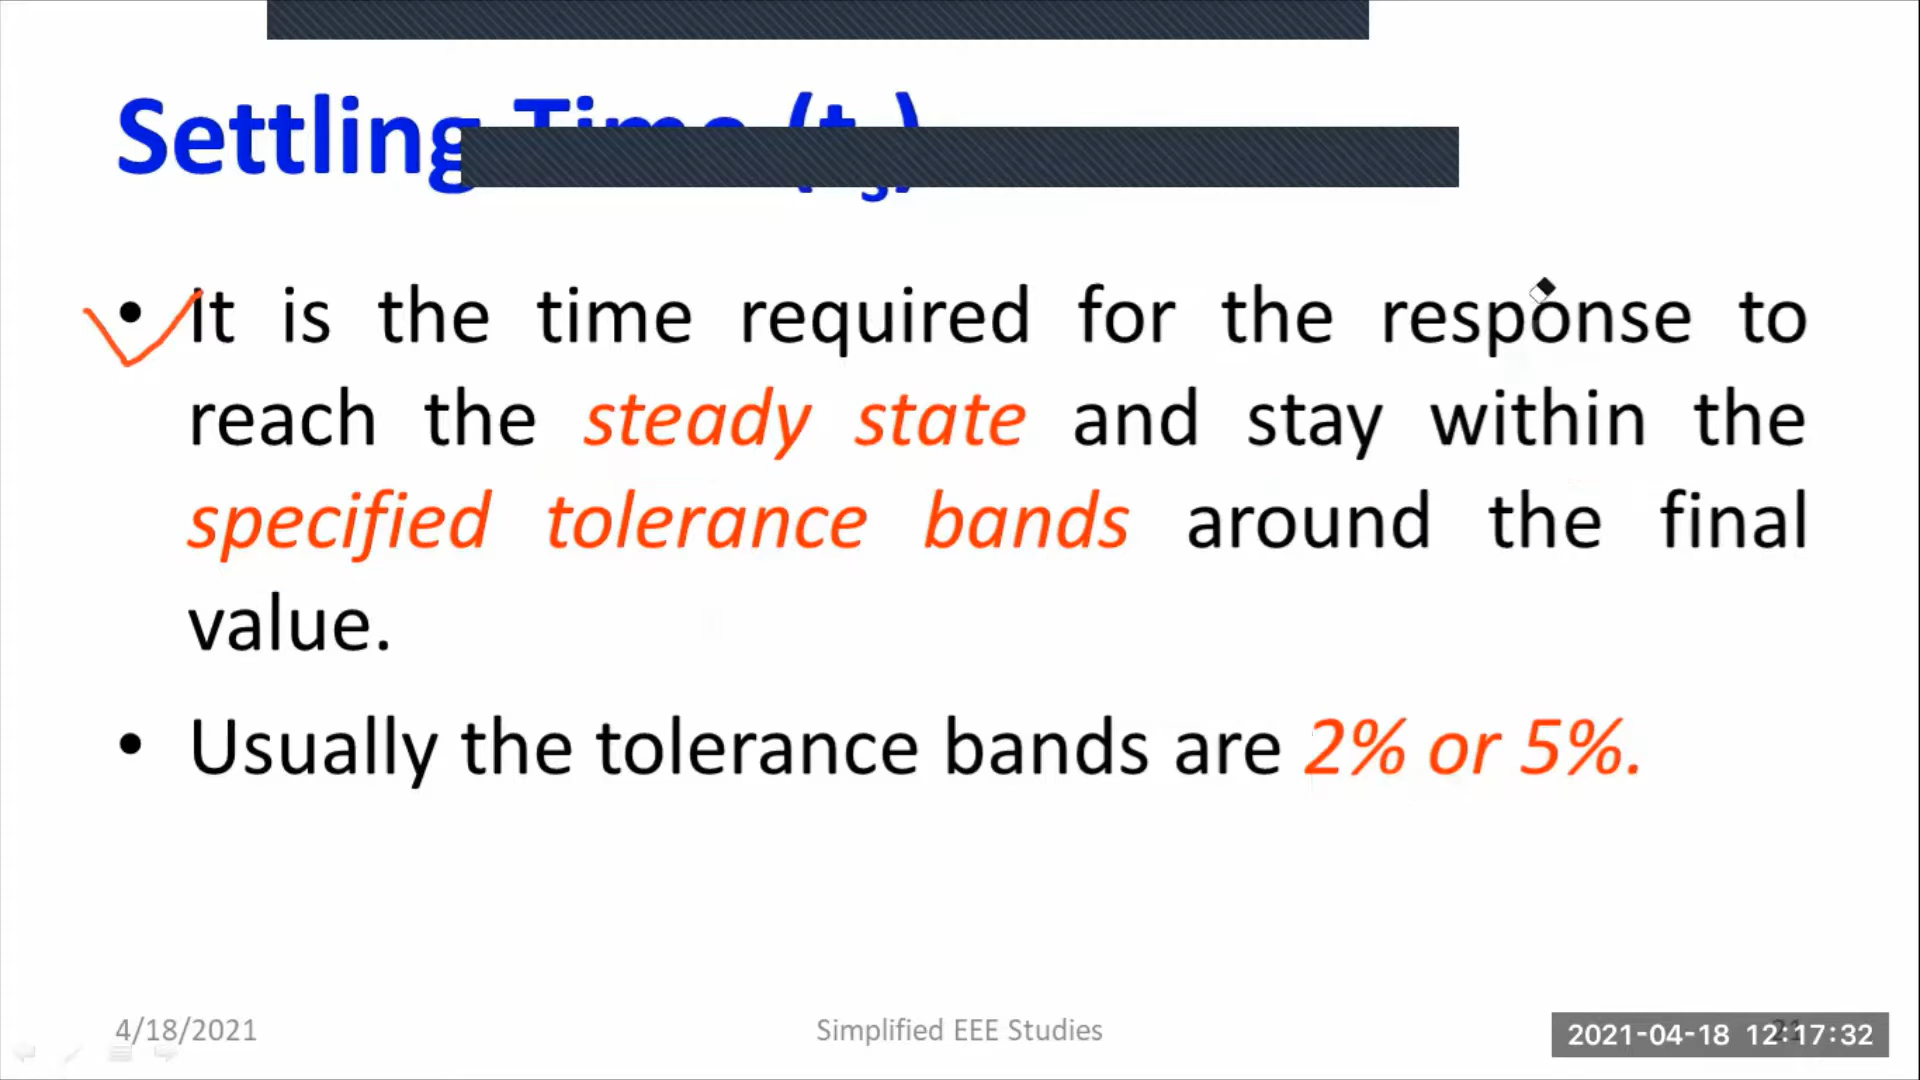 Settling Time (ts)
• It is the time required for the response to
reach the steady state and stay within the
specified tolerance bands around the final
value.
• Usually the tolerance bands are 2% or 5%.
4/18/2021
Simplified EEE Studies
2021-04-18 12:17:32